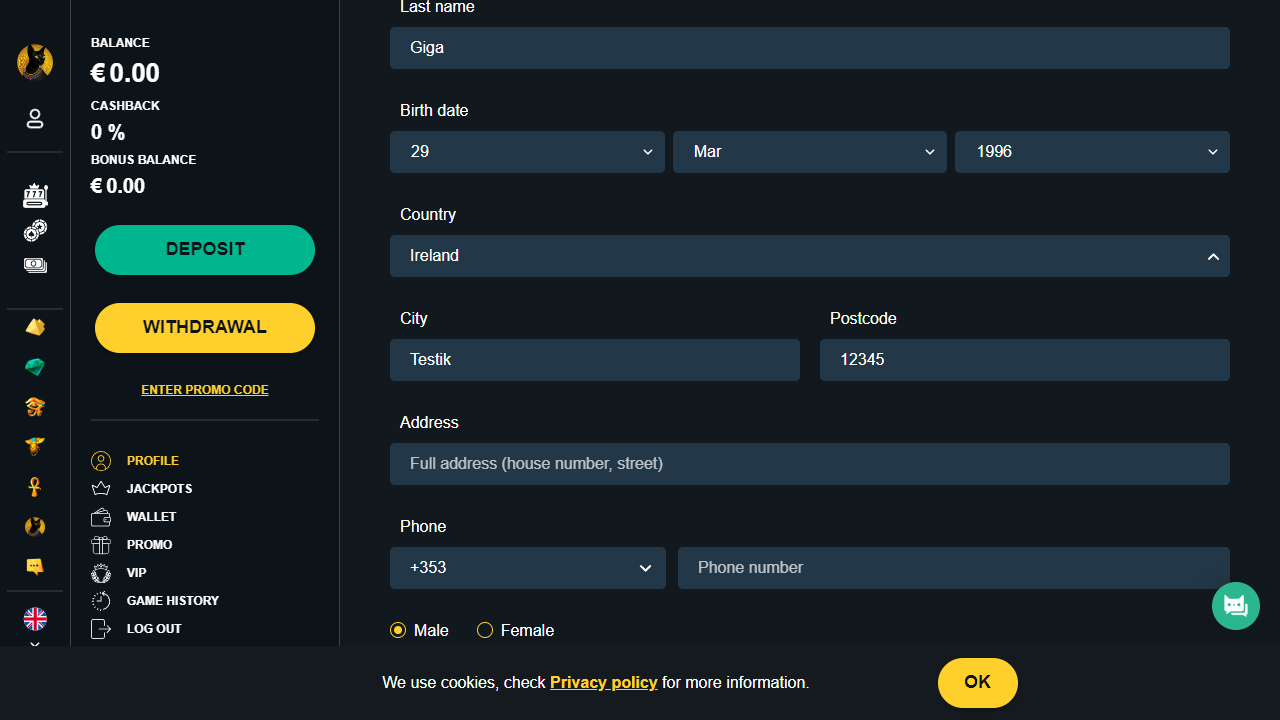 BALANCE
€ 0.00
CASHBACK
0 %
BONUS BALANCE
€ 0.00
DEPOSIT
WITHDRAWAL
ENTER PROMO CODE
PROFILE
JACKPOTS
WALLET
PROMO
VIP
GAME HISTORY
LOG OUT
Last name
Giga
Birth date
29 Mar 1996
Country
Ireland
City Postcode
Testik 12345
Address
Full address (house number, street)
Phone
+353 Phone number
Male Female
We use cookies, check Privacy policy for more information. OK